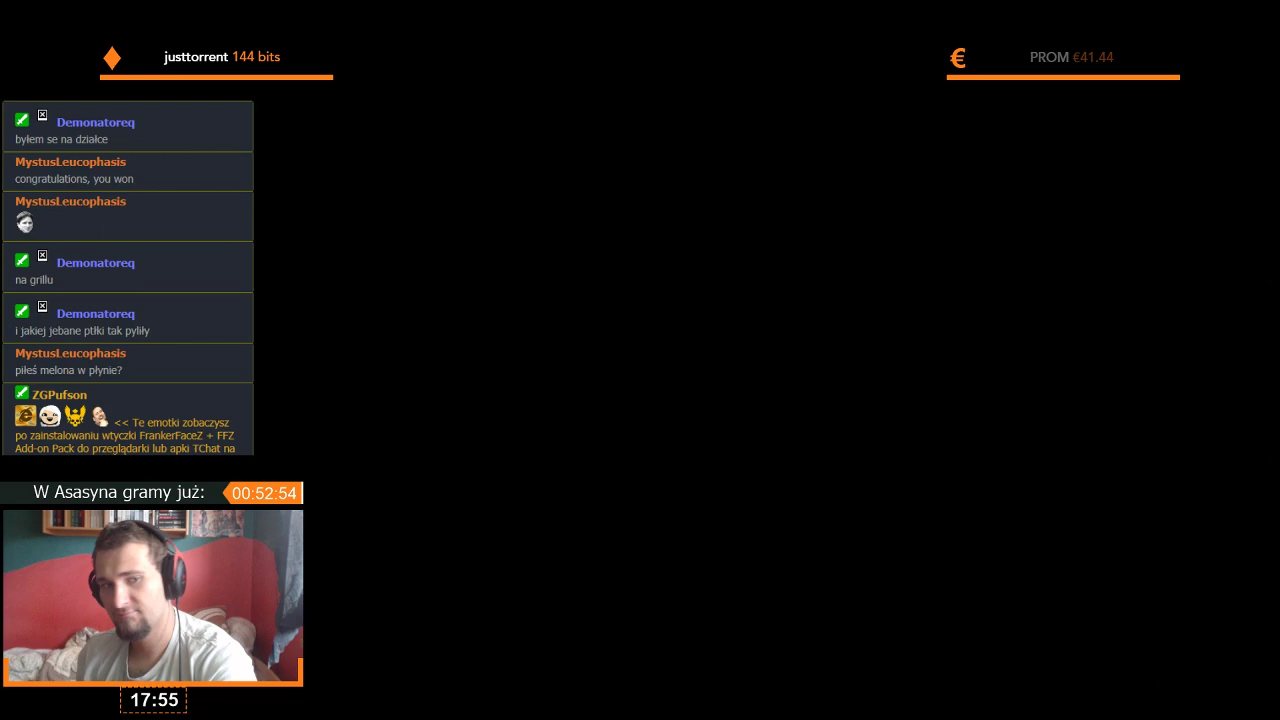 justtorrent 144 bits
€ PROM €41.44
Demonatoreq
byłem se na działce
MystusLeucophasis
congratulations, you won
MystusLeucophasis
Demonatoreq
na grillu
Demonatoreq
i jakiej jebane ptłki tak pyliły
MystusLeucophasis
piłeś melona w płynie?
ZGPufson
<< Te emotki zobaczysz
po zainstalowaniu wtyczki FrankerFaceZ + FFZ
Add-on Pack do przeglądarki lub apki TChat na
W Asasyna gramy już: 00:52:54
17:55